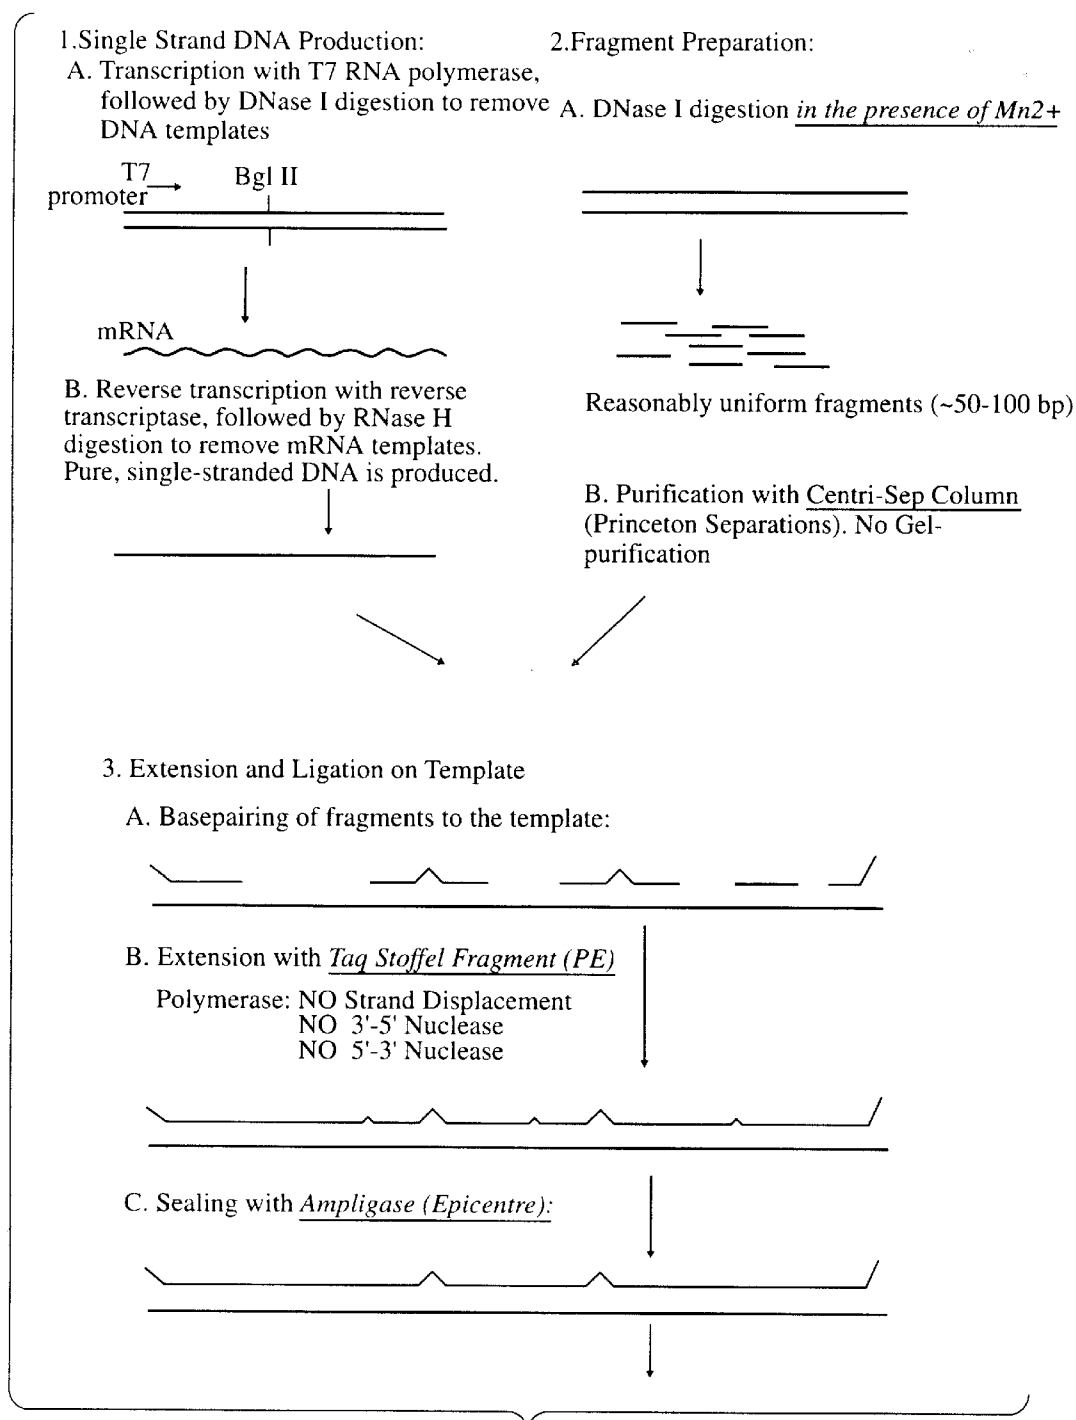 1.Single Strand DNA Production:
A. Transcription with T7 RNA polymerase,
followed by DNase I digestion to remove
DNA templates
T7
promoter
Bgl II
mRNA
B. Reverse transcription with reverse
transcriptase, followed by RNase H
digestion to remove mRNA templates.
Pure, single-stranded DNA is produced.
2.Fragment Preparation:
A. DNase I digestion in the presence of Mn2+
Reasonably uniform fragments (~50-100 bp)
B. Purification with Centri-Sep Column
(Princeton Separations). No Gel-
purification
3. Extension and Ligation on Template
A. Basepairing of fragments to the template:
B. Extension with Taq Stoffel Fragment (PE)
Polymerase: NO Strand Displacement
NO 3'-5' Nuclease
NO 5'-3' Nuclease
C. Sealing with Ampligase (Epicentre):